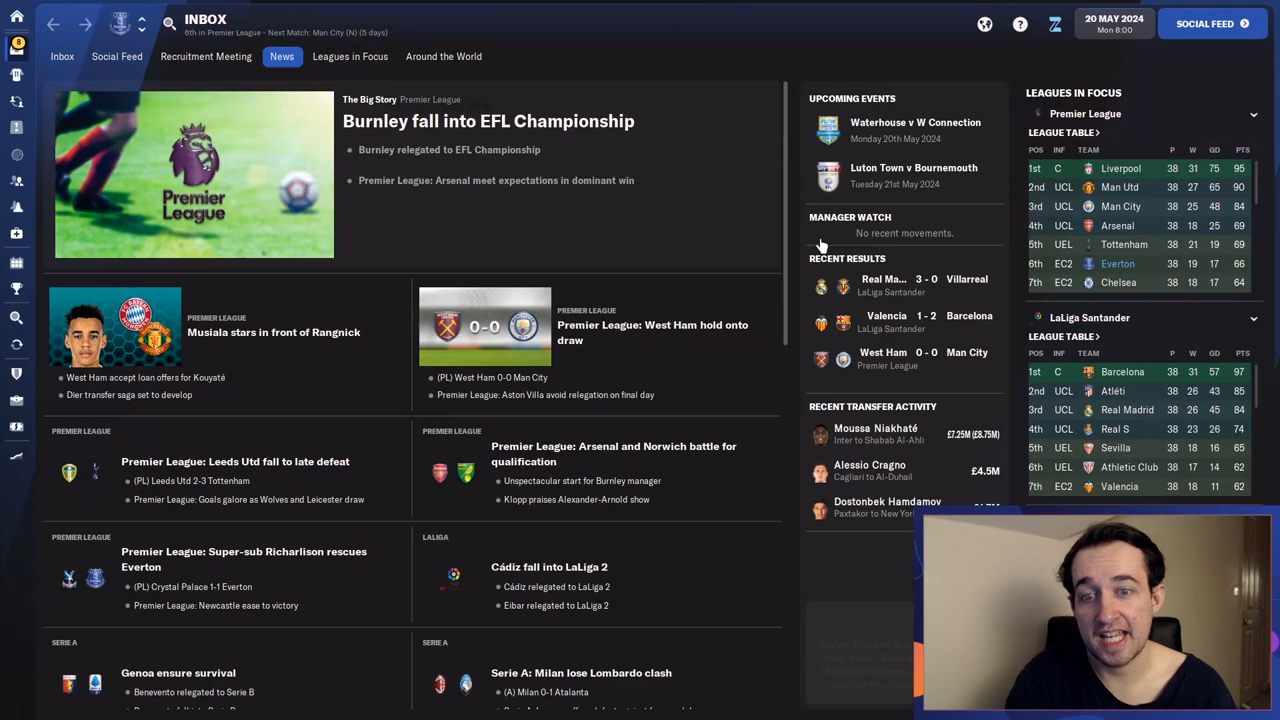 INBOX
6th in Premier League - Next Match: Man City (N) (5 days)
20 MAY 2024
Mon 8:00
SOCIAL FEED
8
Inbox
Social Feed
Recruitment Meeting
News
Leagues in Focus
Around the World
The Big Story Premier League
Burnley fall into EFL Championship
Burnley relegated to EFL Championship
Premier League: Arsenal meet expectations in dominant win
Premier
League
PREMIER LEAGUE
Musiala stars in front of Rangnick
West Ham accept loan offers for Kouyaté
Dier transfer saga set to develop
0-0
PREMIER LEAGUE
Premier League: West Ham hold onto
draw
(PL) West Ham 0-0 Man City
Premier League: Aston Villa avoid relegation on final day
PREMIER LEAGUE
Premier League: Leeds Utd fall to late defeat
(PL) Leeds Utd 2-3 Tottenham
Premier League: Goals galore as Wolves and Leicester draw
PREMIER LEAGUE
Premier League: Arsenal and Norwich battle for
qualification
Unspectacular start for Burnley manager
Klopp praises Alexander-Arnold show
PREMIER LEAGUE
Premier League: Super-sub Richarlison rescues
Everton
(PL) Crystal Palace 1-1 Everton
Premier League: Newcastle ease to victory
LALIGA
Cádiz fall into LaLiga 2
Cádiz relegated to LaLiga 2
Eibar relegated to LaLiga 2
SERIE A
Genoa ensure survival
Benevento relegated to Serie B
SERIE A
Serie A: Milan lose Lombardo clash
(A) Milan 0-1 Atalanta
UPCOMING EVENTS
Waterhouse v W Connection
Monday 20th May 2024
Luton Town v Bournemouth
Tuesday 21st May 2024
MANAGER WATCH
No recent movements.
RECENT RESULTS
Real Ma... 3 - 0 Villarreal
LaLiga Santander
Valencia 1 - 2 Barcelona
LaLiga Santander
West Ham 0 - 0 Man City
Premier League
RECENT TRANSFER ACTIVITY
Moussa Niakhaté £7.25M (£8.75M)
Inter to Shabab Al-Ahli
Alessio Cragno £4.5M
Cagliari to Al-Duhail
Dostonbek Hamdamov
Paxtakor to New York
LEAGUES IN FOCUS
Premier League
LEAGUE TABLE >
POS INF TEAM P W GD PTS
1st C Liverpool 38 31 75 95
2nd UCL Man Utd 38 27 65 90
3rd UCL Man City 38 25 48 84
4th UCL Arsenal 38 18 25 69
5th UEL Tottenham 38 21 19 69
6th EC2 Everton 38 19 17 66
7th EC2 Chelsea 38 18 17 64
LaLiga Santander
LEAGUE TABLE >
POS INF TEAM P W GD PTS
1st C Barcelona 38 31 57 97
2nd UCL Atléti 38 26 43 85
3rd UCL Real Madrid 38 26 45 84
4th UCL Real S 38 23 26 74
5th UEL Sevilla 38 18 16 65
6th UEL Athletic Club 38 17 14 62
7th EC2 Valencia 38 18 11 62